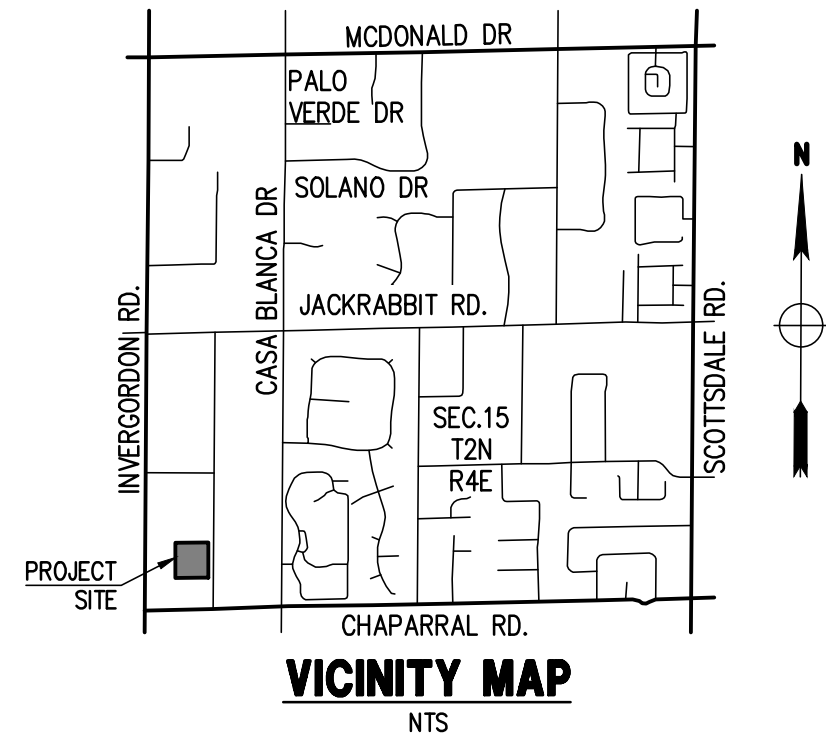 MCDONALD DR
PALO
VERDE DR
N
SOLANO DR
CASA BLANCA DR
JACKRABBIT RD.
INVERGORDON RD.
SCOTTSDALE RD.
SEC.15
T2N
R4E
PROJECT
SITE
CHAPARRAL RD.
VICINITY MAP
NTS